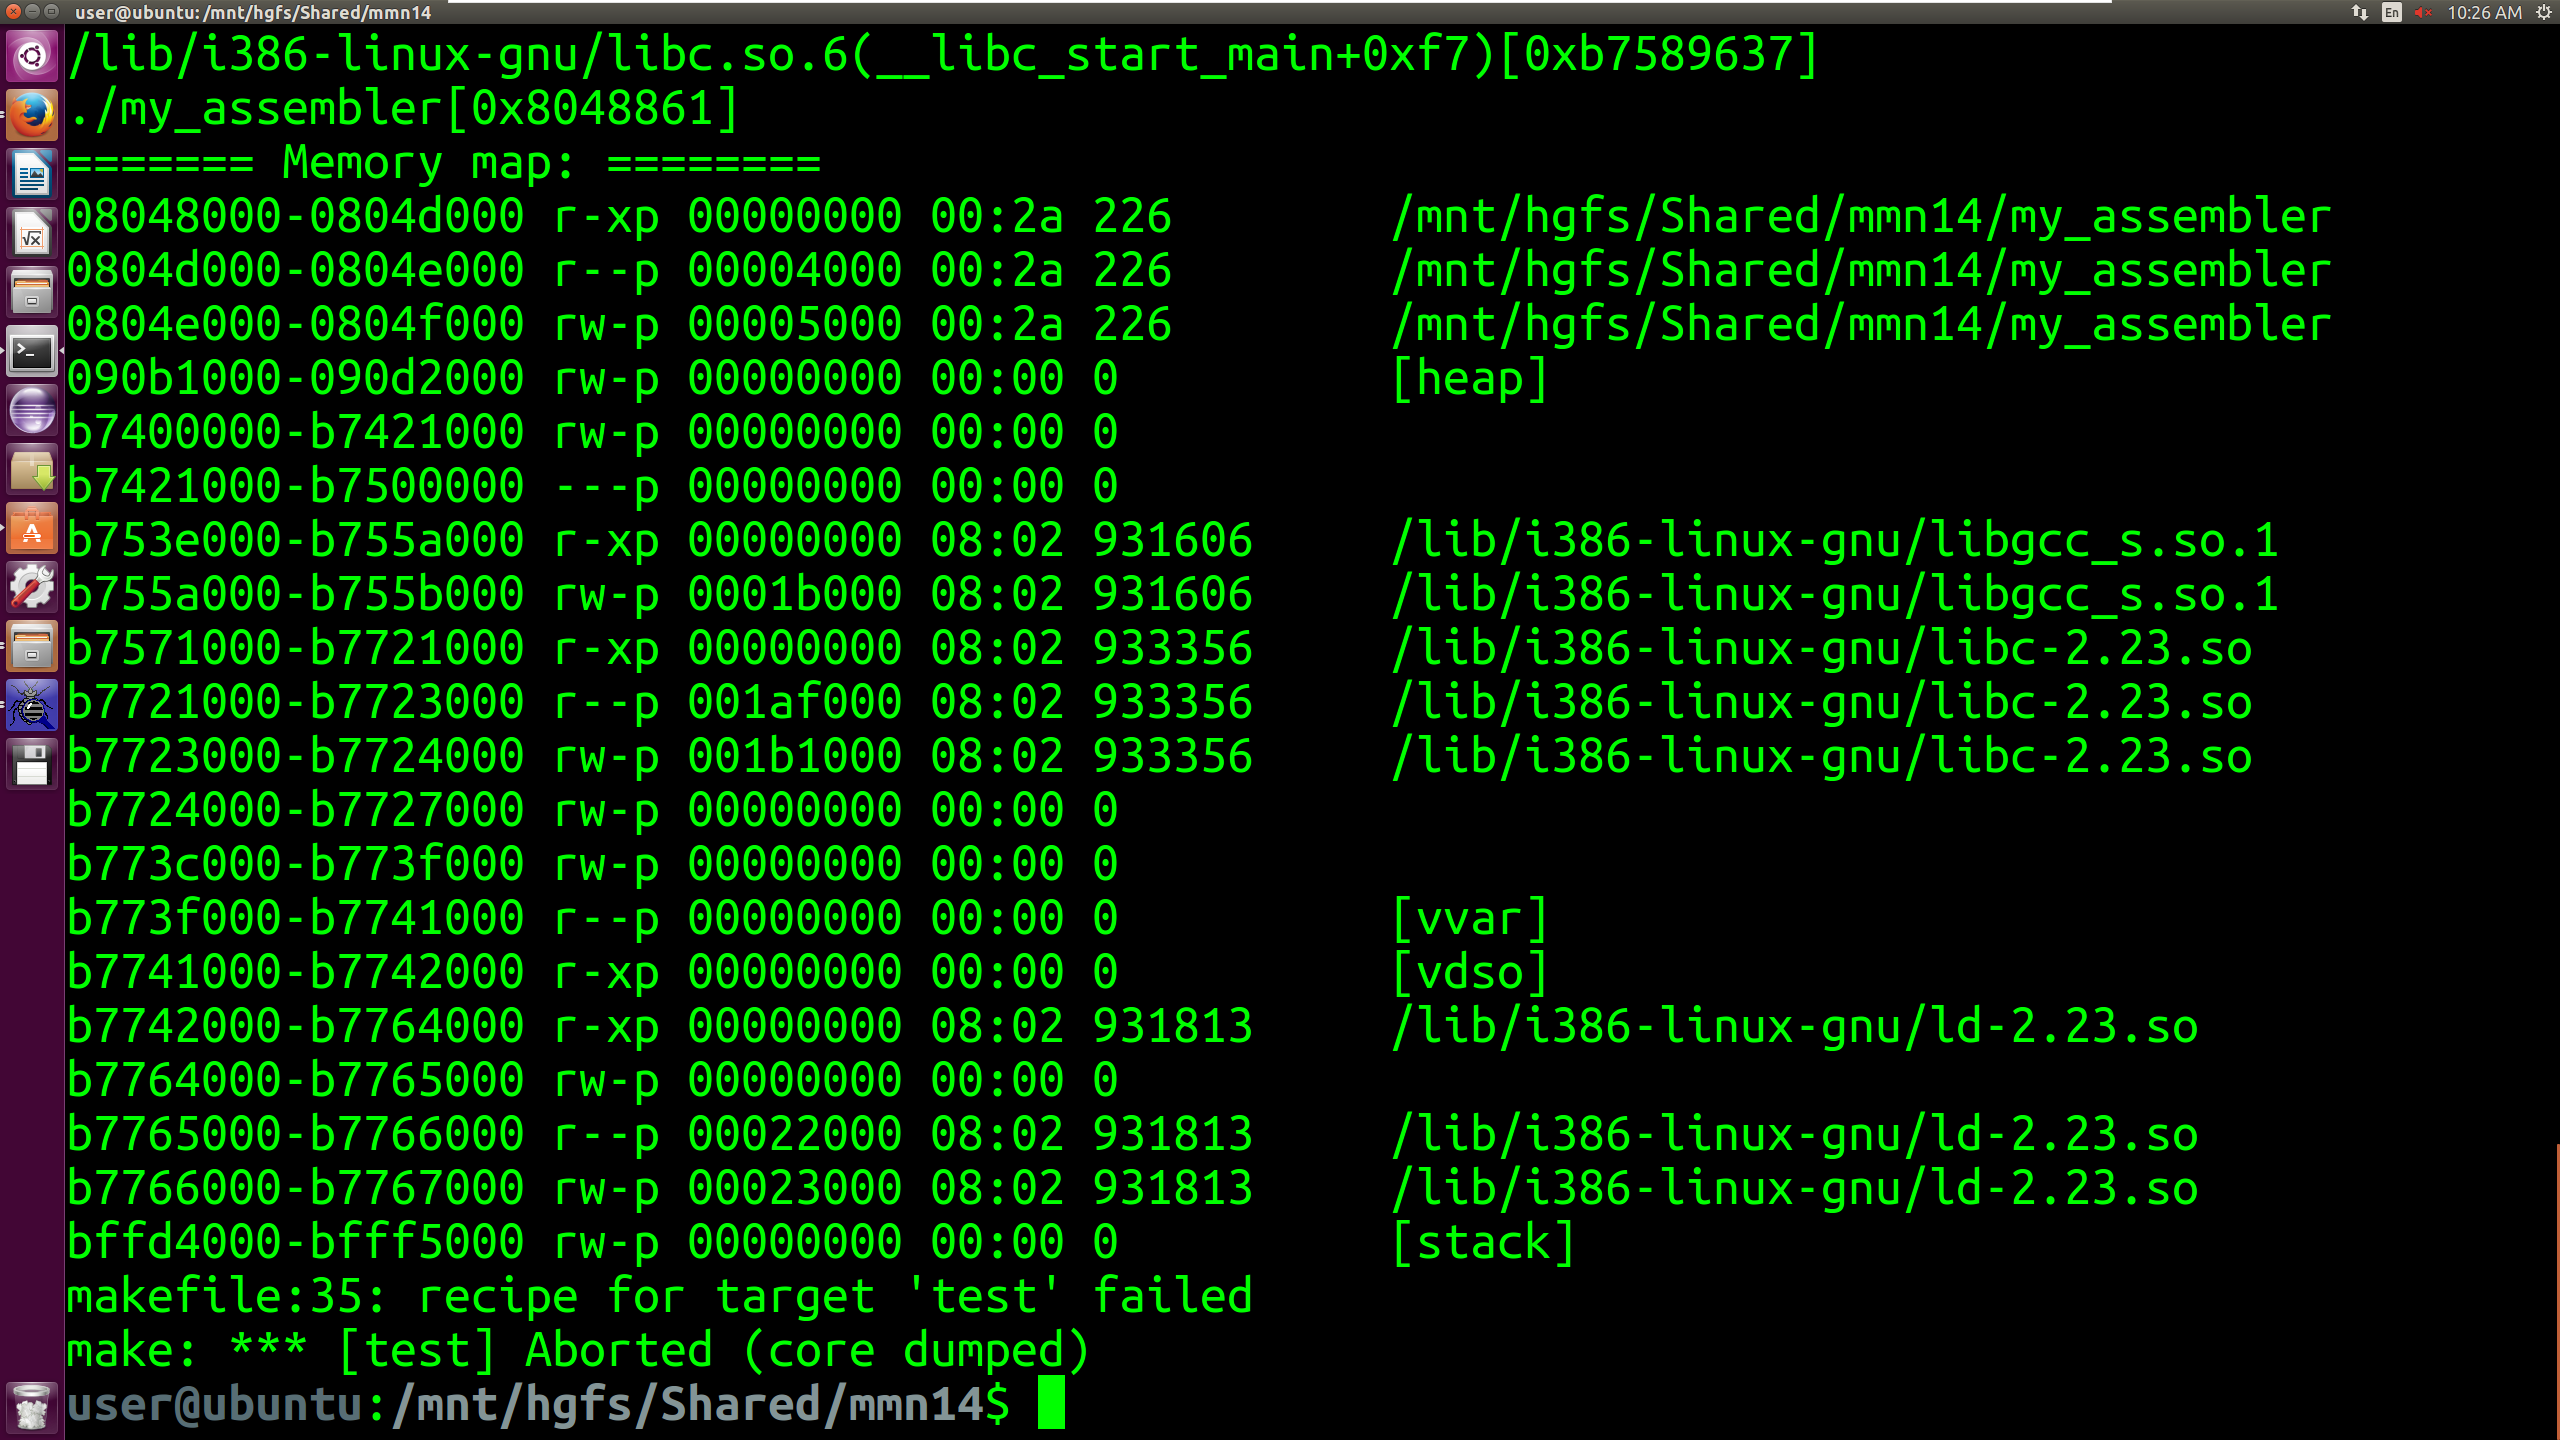 user@ubuntu: /mnt/hgfs/Shared/mmn14
En
10:26 AM
/lib/i386-linux-gnu/libc.so.6(__libc_start_main+0xf7)[0xb7589637]
./my_assembler[0x8048861]
======= Memory map: ========
08048000-0804d000 r-xp 00000000 00:2a 226 /mnt/hgfs/Shared/mmn14/my_assembler
0804d000-0804e000 r--p 00004000 00:2a 226 /mnt/hgfs/Shared/mmn14/my_assembler
0804e000-0804f000 rw-p 00005000 00:2a 226 /mnt/hgfs/Shared/mmn14/my_assembler
090b1000-090d2000 rw-p 00000000 00:00 0 [heap]
b7400000-b7421000 rw-p 00000000 00:00 0
b7421000-b7500000 ---p 00000000 00:00 0
b753e000-b755a000 r-xp 00000000 08:02 931606 /lib/i386-linux-gnu/libgcc_s.so.1
b755a000-b755b000 rw-p 0001b000 08:02 931606 /lib/i386-linux-gnu/libgcc_s.so.1
b7571000-b7721000 r-xp 00000000 08:02 933356 /lib/i386-linux-gnu/libc-2.23.so
b7721000-b7723000 r--p 001af000 08:02 933356 /lib/i386-linux-gnu/libc-2.23.so
b7723000-b7724000 rw-p 001b1000 08:02 933356 /lib/i386-linux-gnu/libc-2.23.so
b7724000-b7727000 rw-p 00000000 00:00 0
b773c000-b773f000 rw-p 00000000 00:00 0
b773f000-b7741000 r--p 00000000 00:00 0 [vvar]
b7741000-b7742000 r-xp 00000000 00:00 0 [vdso]
b7742000-b7764000 r-xp 00000000 08:02 931813 /lib/i386-linux-gnu/ld-2.23.so
b7764000-b7765000 rw-p 00000000 00:00 0
b7765000-b7766000 r--p 00022000 08:02 931813 /lib/i386-linux-gnu/ld-2.23.so
b7766000-b7767000 rw-p 00023000 08:02 931813 /lib/i386-linux-gnu/ld-2.23.so
bffd4000-bfff5000 rw-p 00000000 00:00 0 [stack]
makefile:35: recipe for target 'test' failed
make: *** [test] Aborted (core dumped)
user@ubuntu:/mnt/hgfs/Shared/mmn14$